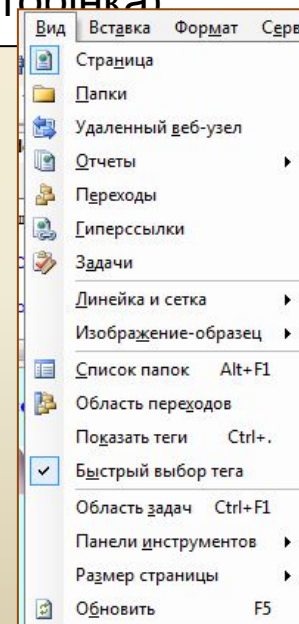 Вид Вставка Формат
Страница
Папки
Удаленный веб-узел
Отчеты
Переходы
Гиперссылки
Задачи
Линейка и сетка
Изображение-образец
Список папок Alt+F1
Область переходов
Показать теги Ctrl+.
Быстрый выбор тега
Область задач Ctrl+F1
Панели инструментов
Размер страницы
Обновить F5